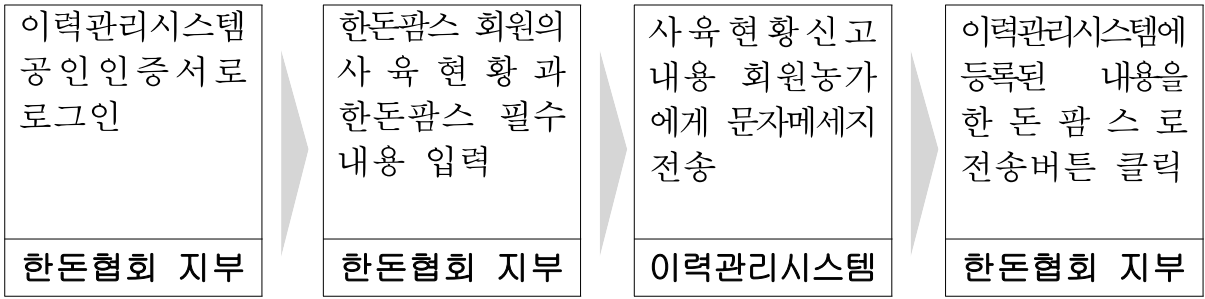 이력관리시스템
공인인증서로
로그인
한돈협회 지부
한돈팜스 회원의
사육현황과
한돈팜스 필수
내용 입력
한돈협회 지부
사육현황신고
내용 회원농가
에게 문자메세지
전송
이력관리시스템
이력관리시스템에
등록된 내용을
한돈팜스로
전송버튼 클릭
한돈협회 지부